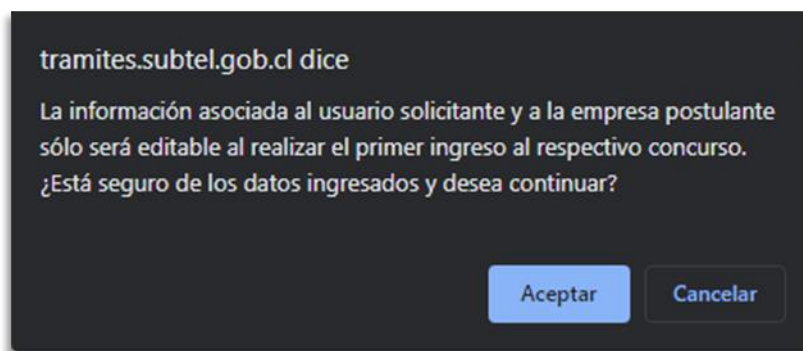 tramites.subtel.gob.cl dice
La información asociada al usuario solicitante y a la empresa postulante
sólo será editable al realizar el primer ingreso al respectivo concurso.
¿Está seguro de los datos ingresados y desea continuar?
Aceptar
Cancelar